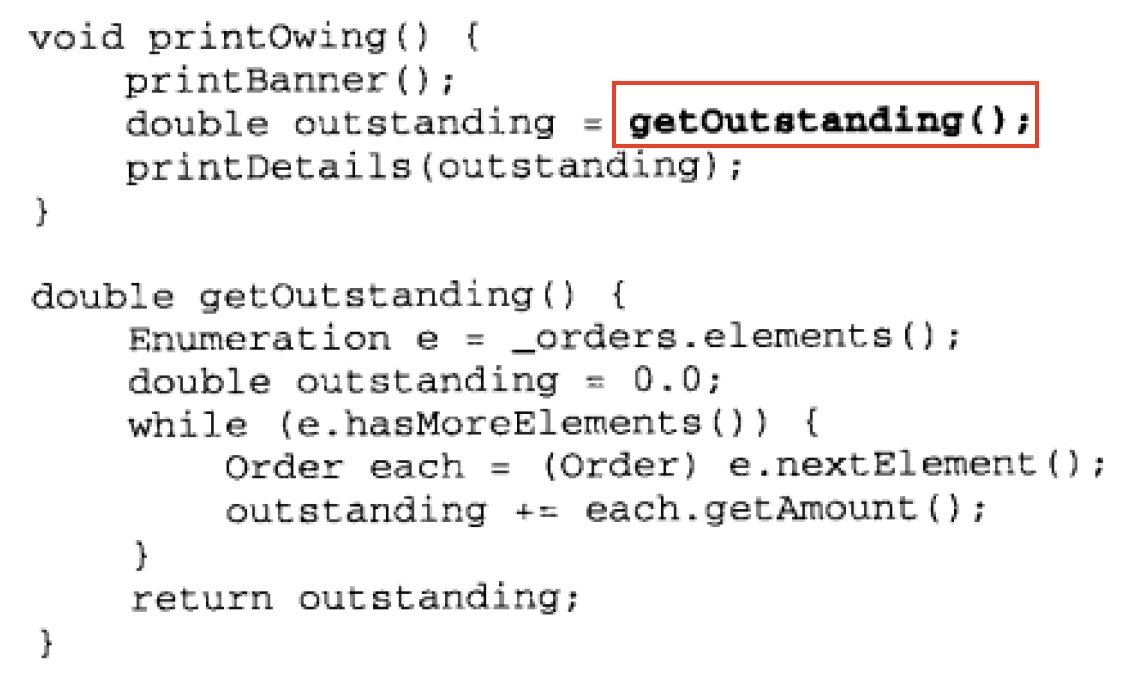 void printOwing() {
    printBanner();
    double outstanding = getOutstanding();
    printDetails(outstanding);
}

double getOutstanding() {
    Enumeration e = _orders.elements();
    double outstanding = 0.0;
    while (e.hasMoreElements()) {
        Order each = (Order) e.nextElement();
        outstanding += each.getAmount();
    }
    return outstanding;
}